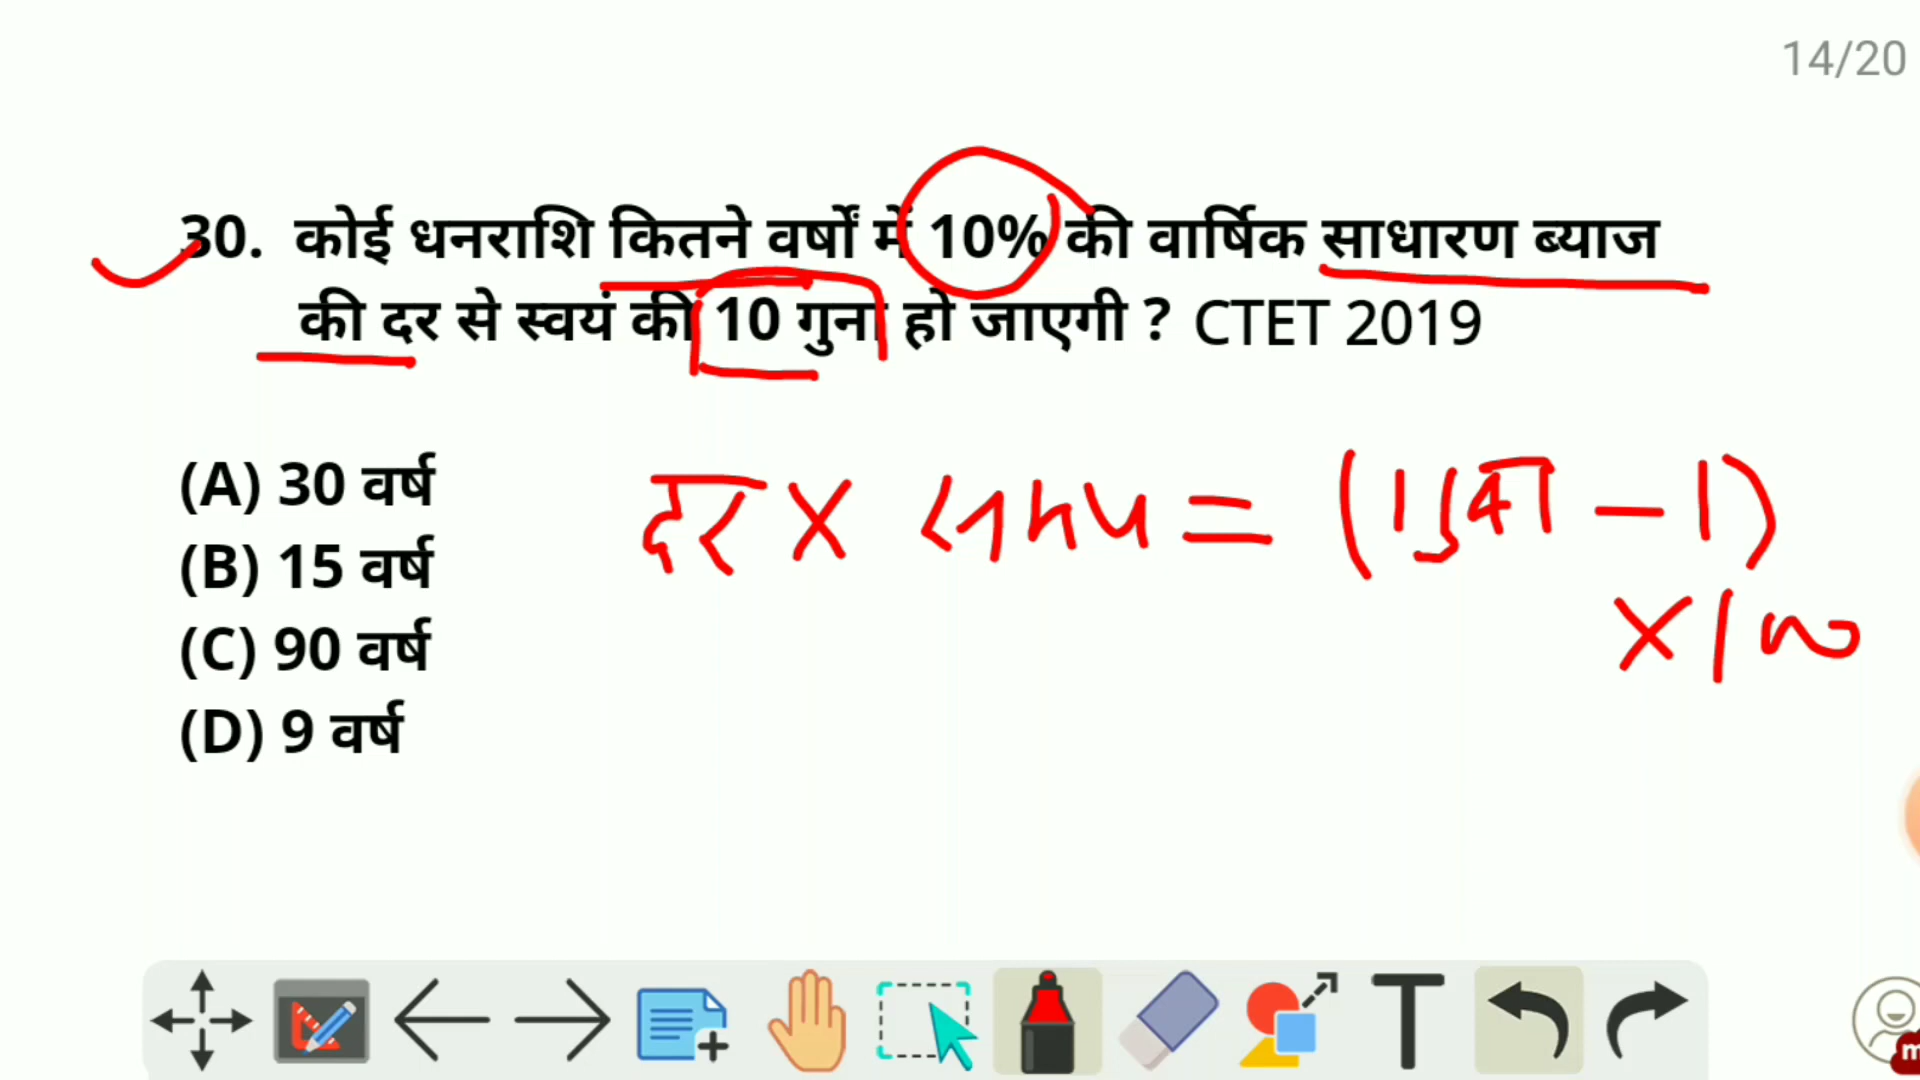 14/20
30. कोई धनराशि कितने वर्षों में 10% की वार्षिक साधारण ब्याज
की दर से स्वयं की 10 गुना हो जाएगी ? CTET 2019
(A) 30 वर्ष
(B) 15 वर्ष
(C) 90 वर्ष
(D) 9 वर्ष
दर × समय = (गुना - 1)
× 100
T
m